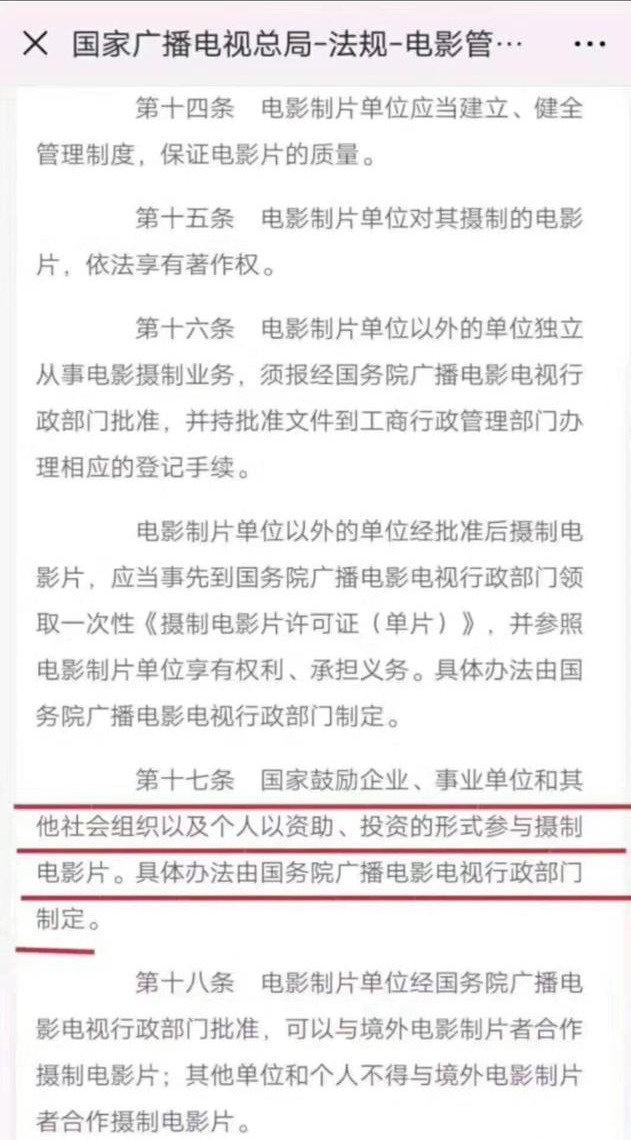 国家广播电视总局-法规-电影管…
第十四条 电影制片单位应当建立、健全
管理制度，保证电影片的质量。
第十五条 电影制片单位对其摄制的电影
片，依法享有著作权。
第十六条 电影制片单位以外的单位独立
从事电影摄制业务，须报经国务院广播电影电视行
政部门批准，并持批准文件到工商行政管理部门办
理相应的登记手续。
电影制片单位以外的单位经批准后摄制电
影片，应当事先到国务院广播电影电视行政部门领
取一次性《摄制电影片许可证（单片）》，并参照
电影制片单位享有权利、承担义务。具体办法由国
务院广播电影电视行政部门制定。
第十七条 国家鼓励企业、事业单位和其
他社会组织以及个人以资助、投资的形式参与摄制
电影片。具体办法由国务院广播电影电视行政部门
制定。
第十八条 电影制片单位经国务院广播电
影电视行政部门批准，可以与境外电影制片者合作
摄制电影片；其他单位和个人不得与境外电影制片
者合作摄制电影片。